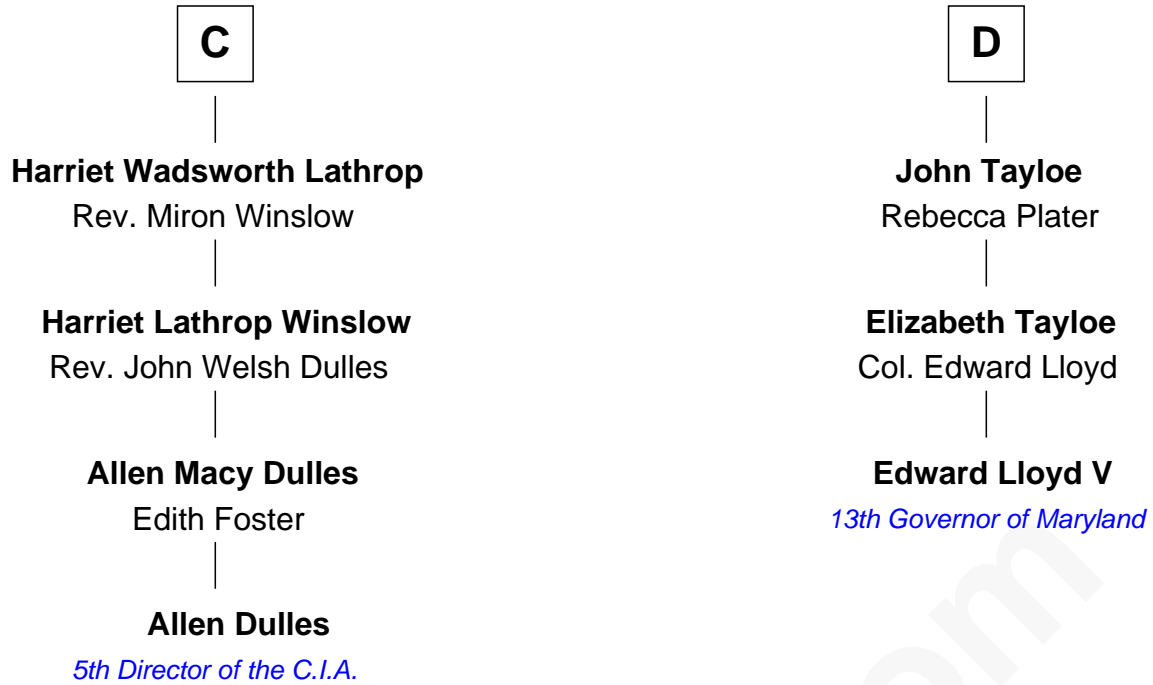 C
Harriet Wadsworth Lathrop
Rev. Miron Winslow
Harriet Lathrop Winslow
Rev. John Welsh Dulles
Allen Macy Dulles
Edith Foster
Allen Dulles
5th Director of the C.I.A.
D
John Tayloe
Rebecca Plater
Elizabeth Tayloe
Col. Edward Lloyd
Edward Lloyd V
13th Governor of Maryland
om